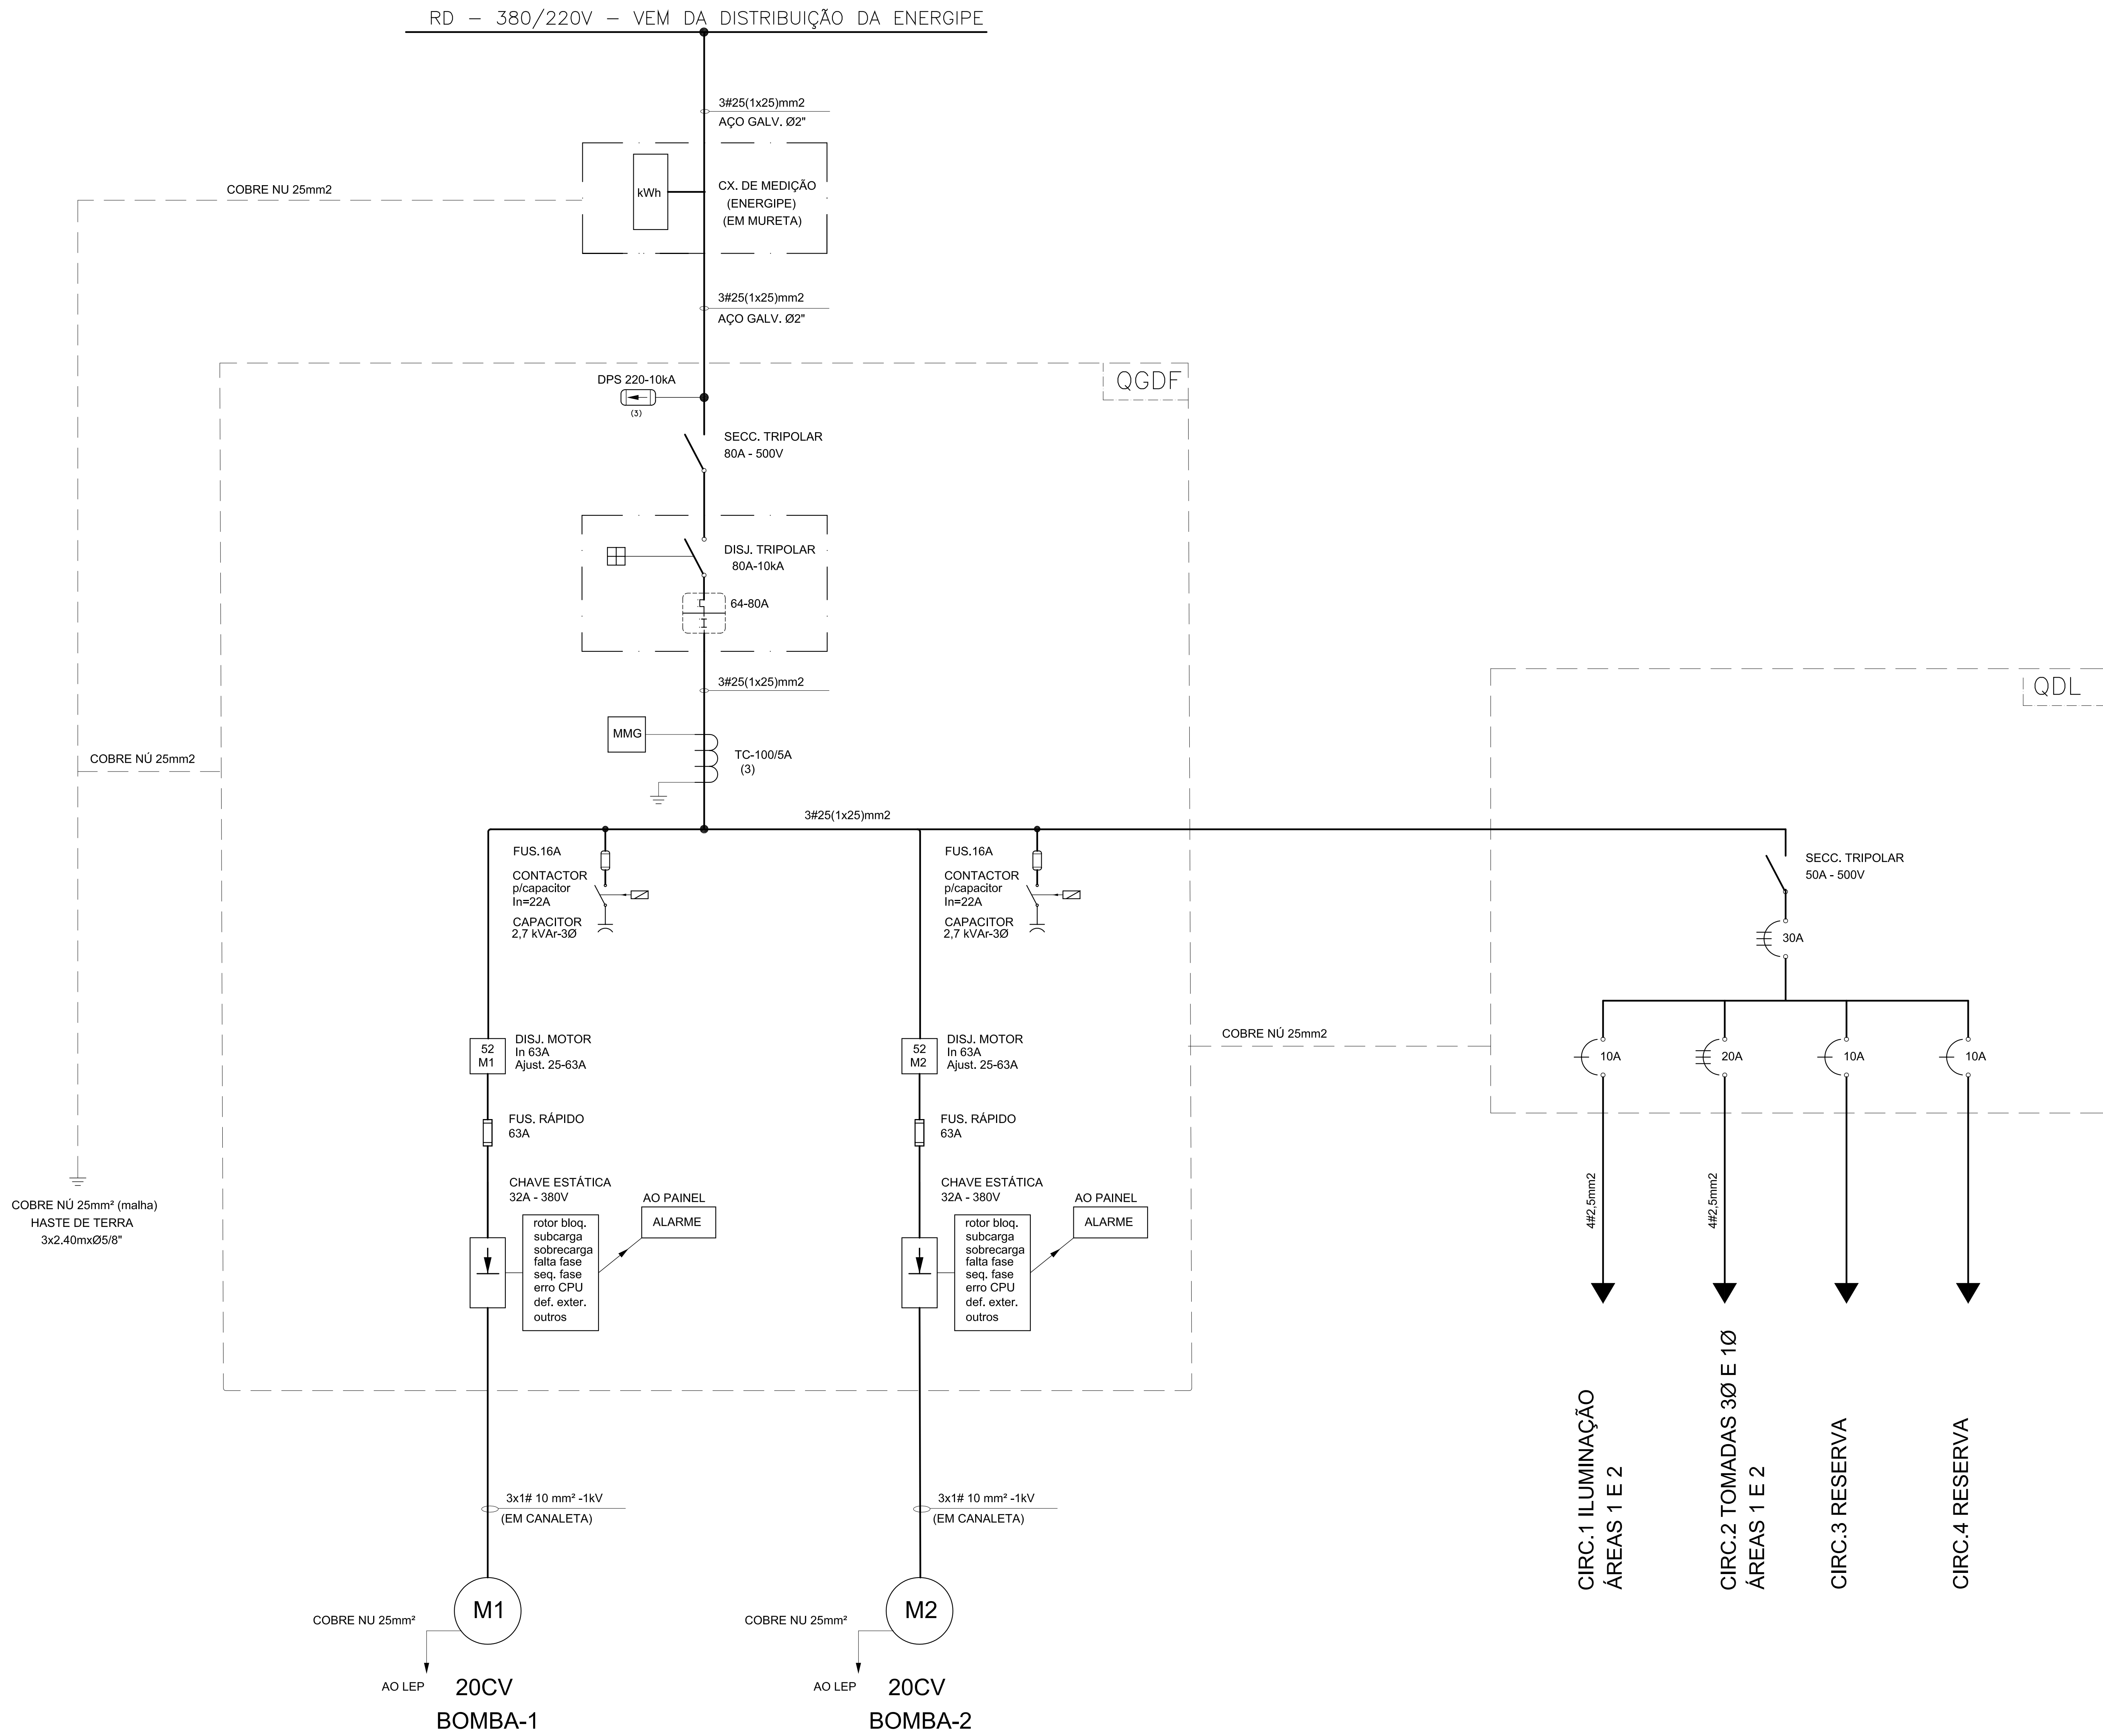 RD - 380/220V - VEM DA DISTRIBUIÇÃO DA ENERGIPE
3#25(1x25)mm2
AÇO GALV. Ø2"
COBRE NU 25mm2
kWh
CX. DE MEDIÇÃO
(ENERGIPE)
(EM MURETA)
3#25(1x25)mm2
AÇO GALV. Ø2"
QGDF
DPS 220-10kA
(3)
SECC. TRIPOLAR
80A - 500V
DISJ. TRIPOLAR
80A-10kA
64-80A
3#25(1x25)mm2
QDL
MMG
TC-100/5A
(3)
COBRE NÚ 25mm2
3#25(1x25)mm2
FUS.16A
CONTACTOR
p/capacitor
In=22A
CAPACITOR
2,7 kVAr-3Ø
FUS.16A
CONTACTOR
p/capacitor
In=22A
CAPACITOR
2,7 kVAr-3Ø
SECC. TRIPOLAR
50A - 500V
30A
COBRE NÚ 25mm2
10A
20A
10A
10A
52
M1
DISJ. MOTOR
In 63A
Ajust. 25-63A
52
M2
DISJ. MOTOR
In 63A
Ajust. 25-63A
FUS. RÁPIDO
63A
FUS. RÁPIDO
63A
CHAVE ESTÁTICA
32A - 380V
AO PAINEL
ALARME
rotor bloq.
subcarga
sobrecarga
falta fase
seq. fase
erro CPU
def. exter.
outros
CHAVE ESTÁTICA
32A - 380V
AO PAINEL
ALARME
rotor bloq.
subcarga
sobrecarga
falta fase
seq. fase
erro CPU
def. exter.
outros
4#2,5mm2
4#2,5mm2
COBRE NÚ 25mm² (malha)
HASTE DE TERRA
3x2.40mxØ5/8"
CIRC.1 ILUMINAÇÃO
ÁREAS 1 E 2
CIRC.2 TOMADAS 3Ø E 1Ø
ÁREAS 1 E 2
CIRC.3 RESERVA
CIRC.4 RESERVA
3x1# 10 mm² -1kV
(EM CANALETA)
3x1# 10 mm² -1kV
(EM CANALETA)
M1
COBRE NU 25mm²
AO LEP
20CV
BOMBA-1
M2
COBRE NU 25mm²
AO LEP
20CV
BOMBA-2